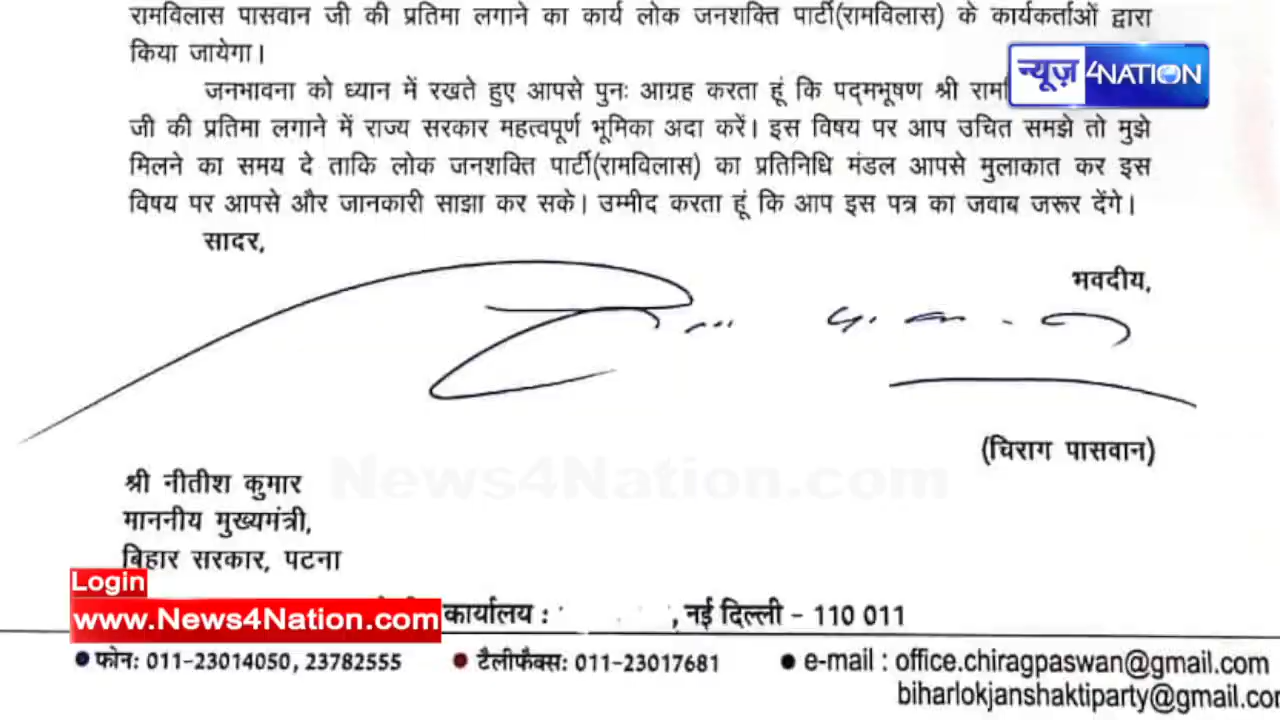 रामविलास पासवान जी की प्रतिमा लगाने का कार्य लोक जनशक्ति पार्टी(रामविलास) के कार्यकर्ताओं द्वारा
किया जायेगा।
जनभावना को ध्यान में रखते हुए आपसे पुनः आग्रह करता हूं कि पद्मभूषण श्री
जी की प्रतिमा लगाने में राज्य सरकार महत्वपूर्ण भूमिका अदा करें। इस विषय पर आप उचित समझे तो मुझे
मिलने का समय दे ताकि लोक जनशक्ति पार्टी(रामविलास) का प्रतिनिधि मंडल आपसे मुलाकात कर इस
विषय पर आपसे और जानकारी साझा कर सके। उम्मीद करता हूं कि आप इस पत्र का जवाब जरूर देंगे।
सादर,
भवदीय,
(चिराग पासवान)
श्री नीतीश कुमार
माननीय मुख्यमंत्री,
बिहार सरकार, पटना
कार्यालय : , नई दिल्ली - 110 011
फोन: 011-23014050, 23782555 टैलीफैक्स: 011-23017681 e-mail : office.chiragpaswan@gmail.com
biharlokjanshaktiparty@gmail.
न्यूज़ 4NATION
News4Nation.com
Login
www.News4Nation.com